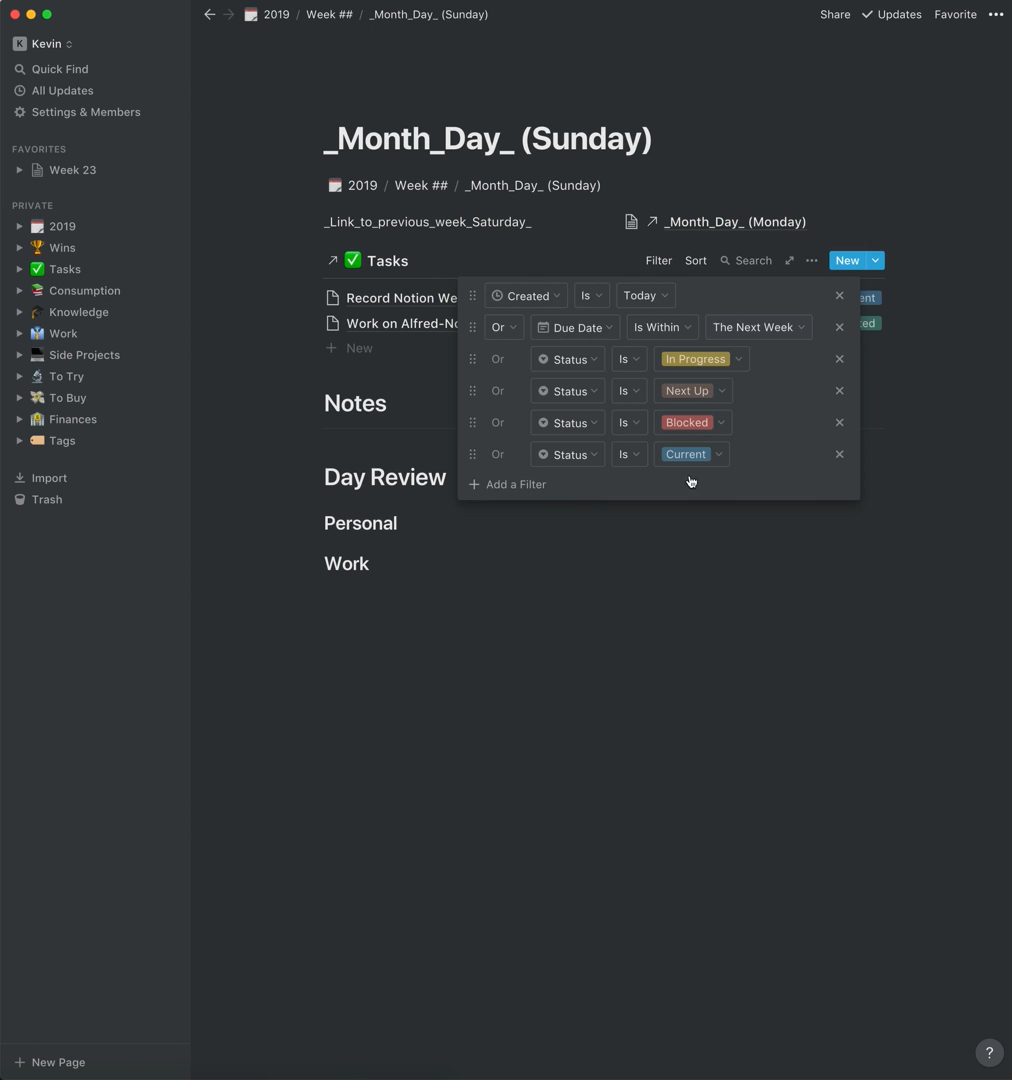 2019 / Week ## / _Month_Day_ (Sunday)
Share Updates Favorite
K Kevin
Quick Find
All Updates
Settings & Members
FAVORITES
Week 23
PRIVATE
2019
Wins
Tasks
Consumption
Knowledge
Work
Side Projects
To Try
To Buy
Finances
Tags
Import
Trash
New Page
_Month_Day_ (Sunday)
2019 / Week ## / _Month_Day_ (Sunday)
_Link_to_previous_week_Saturday_
_Month_Day_ (Monday)
Tasks
Filter Sort Search New
Record Notion We
Work on Alfred-No
New
Created Is Today
Or Due Date Is Within The Next Week
Or Status Is In Progress
Or Status Is Next Up
Or Status Is Blocked
Or Status Is Current
Add a Filter
ent
ed
Notes
Day Review
Personal
Work
?